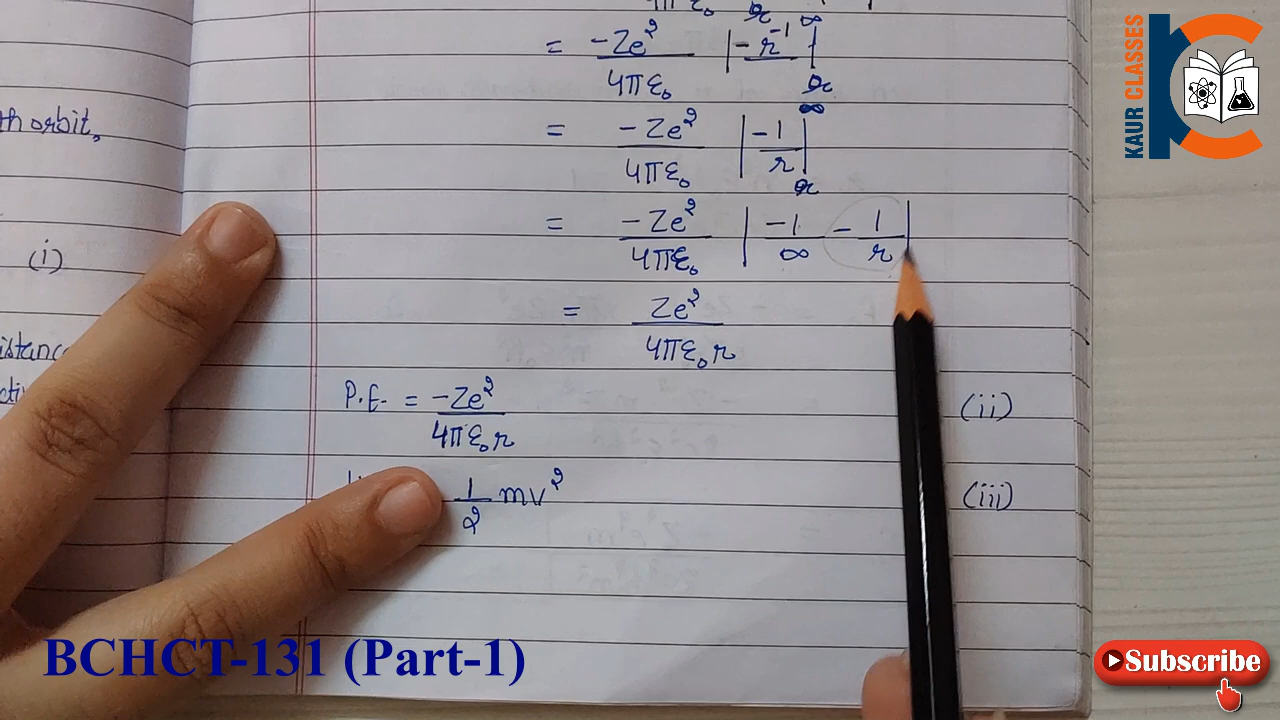 = -Ze² / 4πε₀ |-r⁻¹|
∞
r
th orbit,
= -Ze² / 4πε₀ |-1/r|
∞
r
= -Ze² / 4πε₀ |-1/∞ - 1/r|
(i)
= Ze² / 4πε₀r
P.E. = -Ze² / 4πε₀r (ii)
1/2 mv² (iii)
KAUR CLASSES
BCHCT-131 (Part-1)
Subscribe